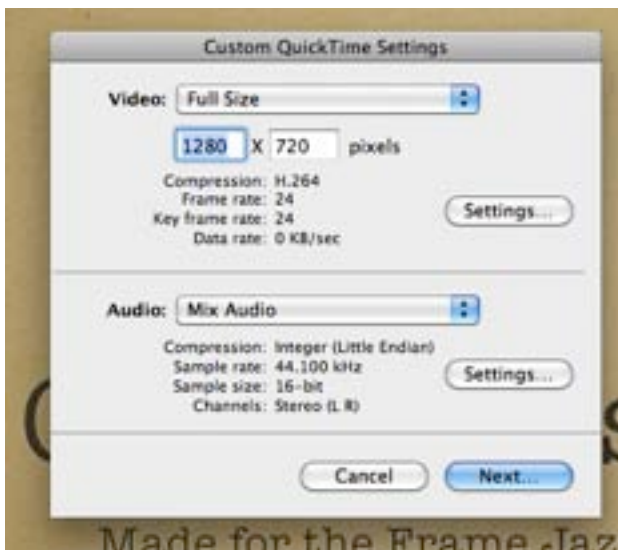 Custom QuickTime Settings
Video: Full Size
1280 X 720 pixels
Compression: H.264
Frame rate: 24
Key frame rate: 24
Data rate: 0 KB/sec
Settings...
Audio: Mix Audio
Compression: Integer (Little Endian)
Sample rate: 44.100 kHz
Sample size: 16-bit
Channels: Stereo (L R)
Settings...
Cancel Next...
Made for the Frame Jaz